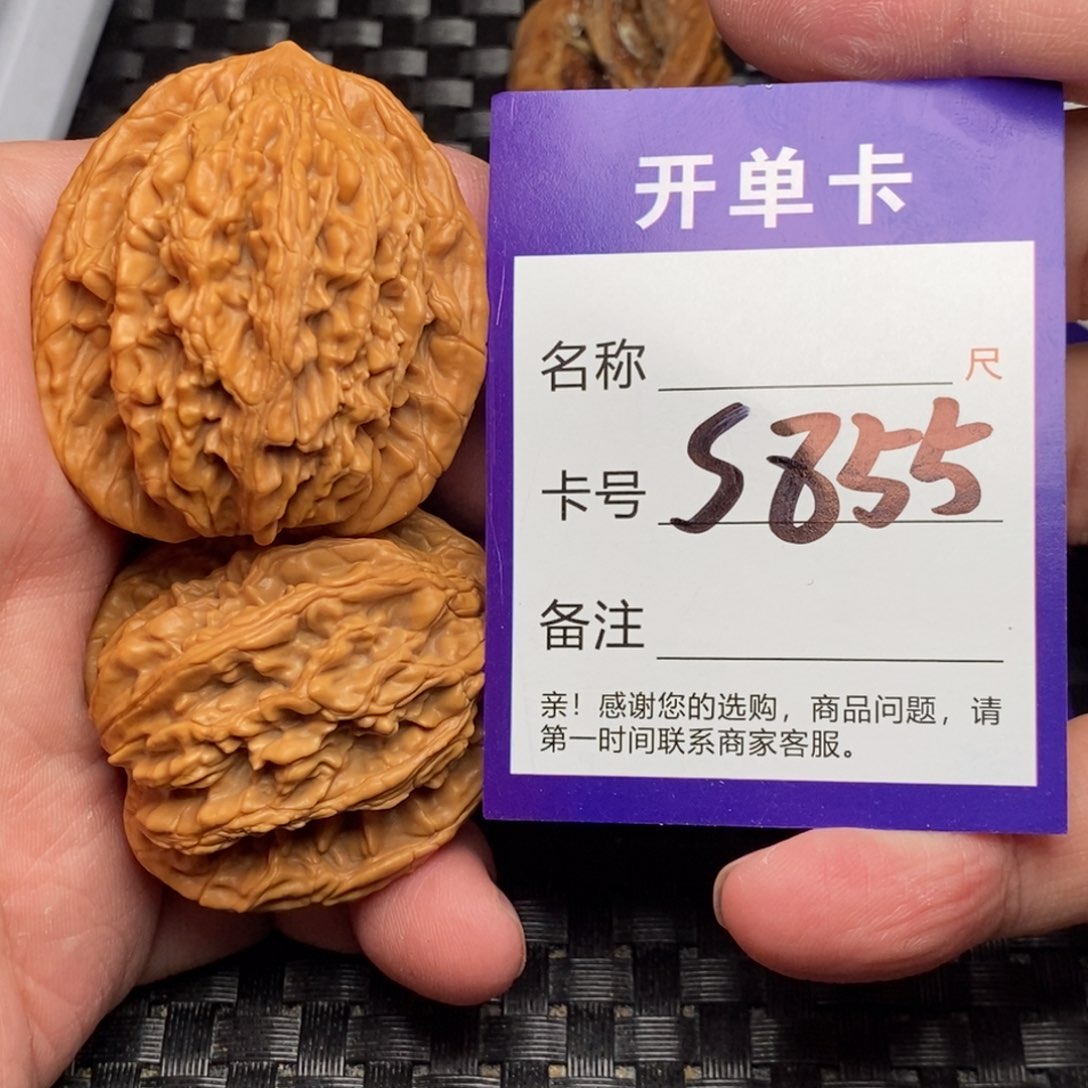 开单卡
名称 尺
卡号 S855
备注
亲！感谢您的选购，商品问题，请
第一时间联系商家客服。